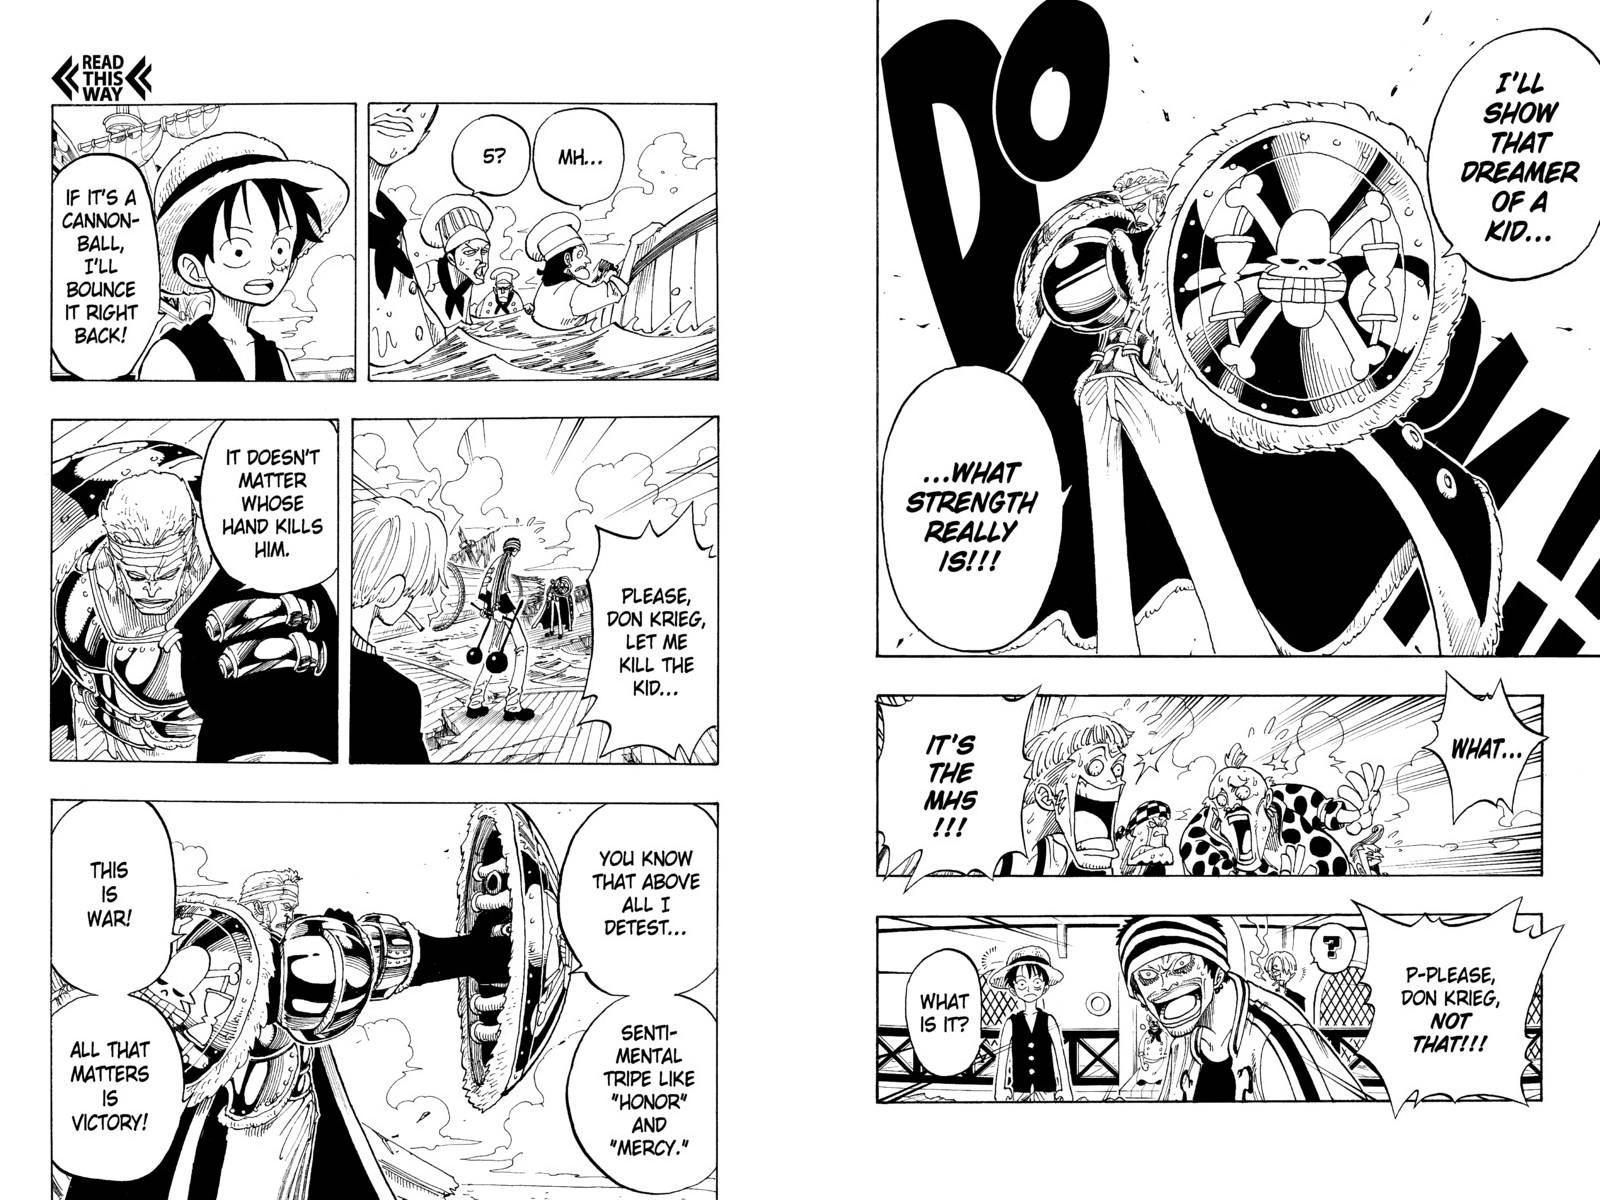 I'LL
SHOW
THAT
DREAMER
OF A
KID...
DOOM!!
...WHAT
STRENGTH
REALLY
IS!!!
WHAT...
IT'S
THE
MH5
!!!
P-PLEASE,
DON KRIEG,
NOT
THAT!!!
?
WHAT
IS IT?
READ
THIS
WAY
MH...
5?
IF IT'S A
CANNON-
BALL,
I'LL
BOUNCE
IT RIGHT
BACK!
PLEASE,
DON KRIEG,
LET ME
KILL THE
KID...
IT DOESN'T
MATTER
WHOSE
HAND KILLS
HIM.
YOU KNOW
THAT ABOVE
ALL I
DETEST...
SENTI-
MENTAL
TRIPE LIKE
"HONOR"
AND
"MERCY."
THIS
IS
WAR!
ALL THAT
MATTERS
IS
VICTORY!